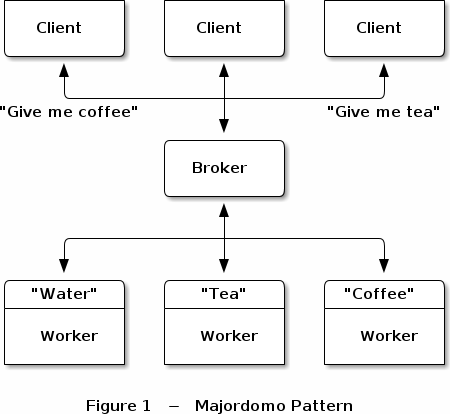 Client Client Client
"Give me coffee" "Give me tea"
Broker
"Water" "Tea" "Coffee"
Worker Worker Worker
Figure 1 – Majordomo Pattern